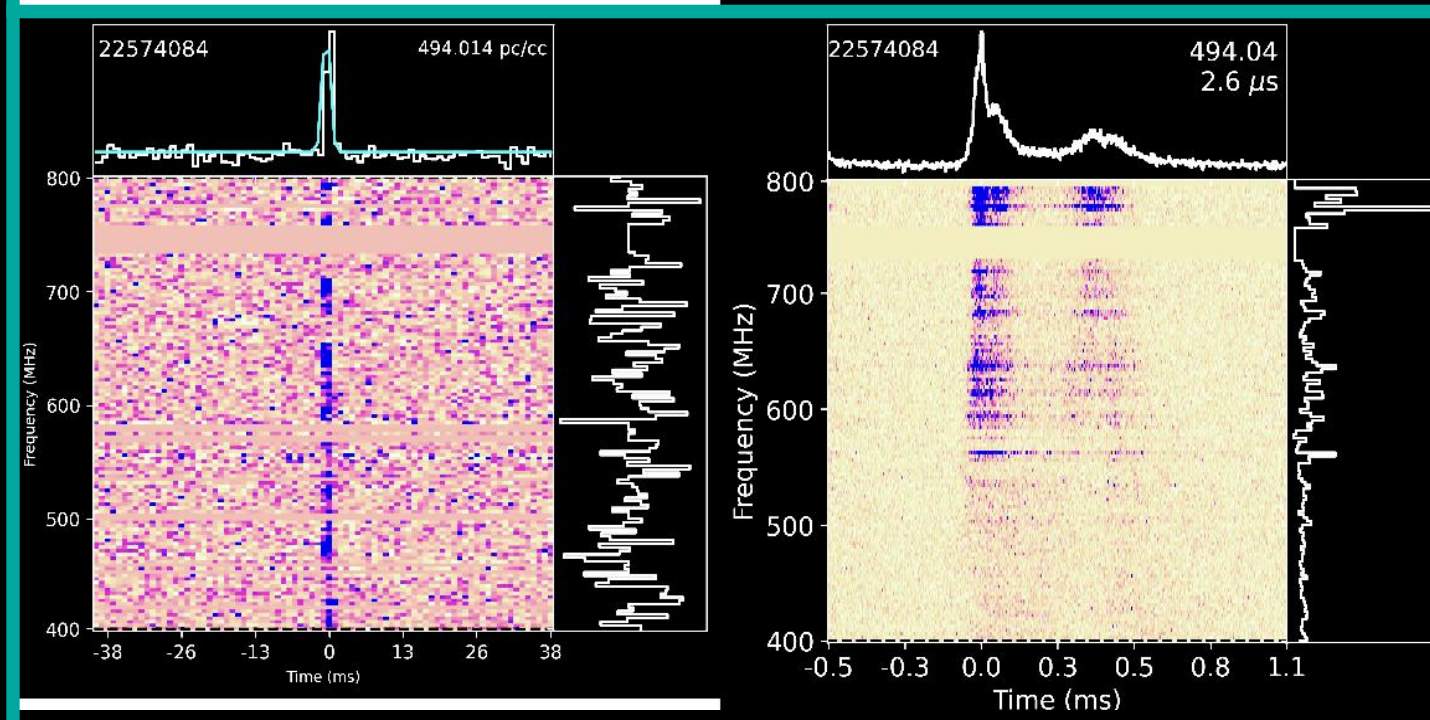 22574084 494.014 pc/cc
800
700
600
500
400
Frequency (MHz)
-38 -26 -13 0 13 26 38
Time (ms)
22574084 494.04
2.6 µs
800
700
600
500
400
Frequency (MHz)
-0.5 -0.3 0.0 0.3 0.5 0.8 1.1
Time (ms)